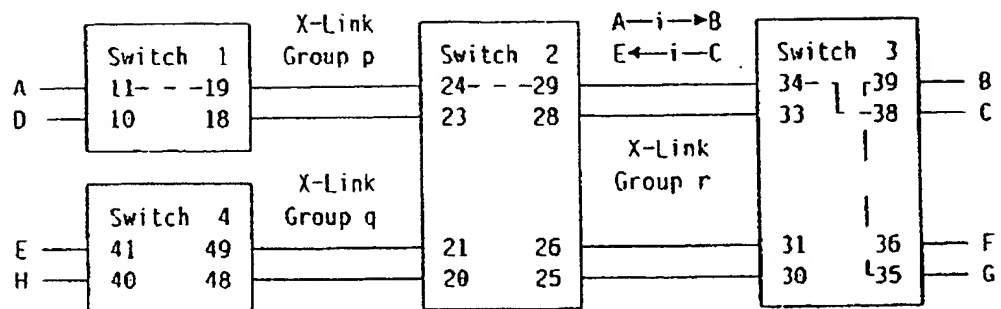 X-Link
Group p
A—i→B
E←i—C
Switch 1
Switch 2
Switch 3
A
11- - -19
24- - -29
34-
39
B
D
10 18
23 28
33
-38
C
X-Link
Group q
X-Link
Group r
Switch 4
E
41 49
21 26
31 36
F
H
40 48
20 25
30 35
G